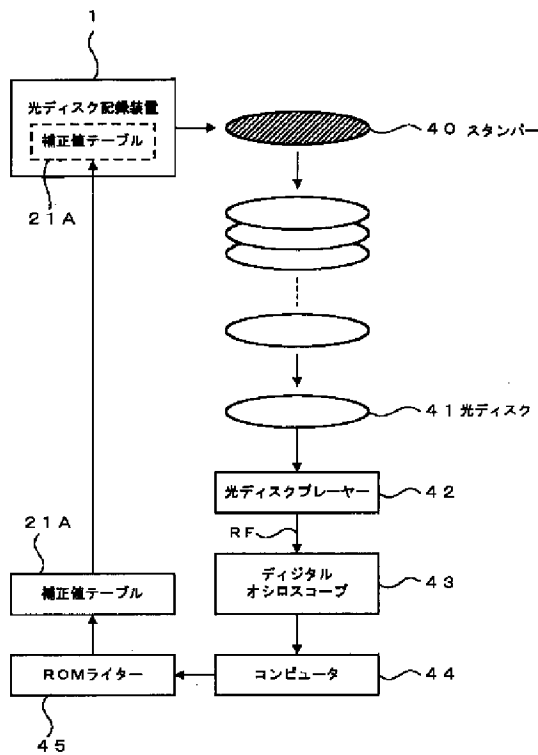 １
光ディスク記録装置
補正値テーブル
２１Ａ
４０ スタンパー
４１ 光ディスク
光ディスクプレーヤー
４２
ＲＦ
２１Ａ
ディジタル
オシロスコープ
４３
補正値テーブル
ＲＯＭライター
コンピュータ
４４
４５